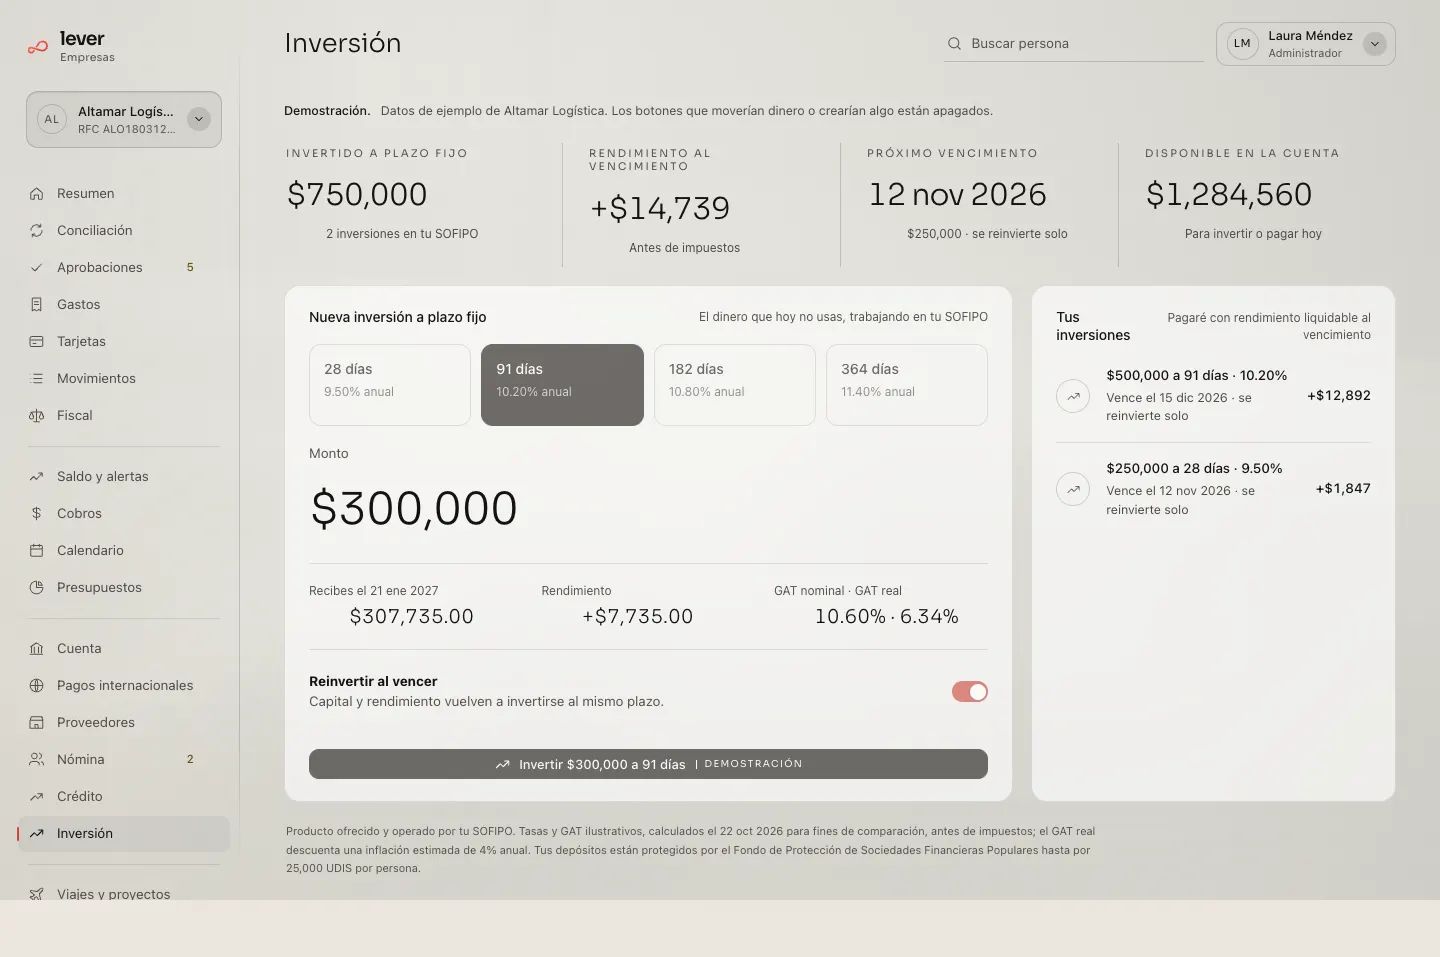 lever
Empresas
AL
Altamar Logís...
RFC ALO180312...
Resumen
Conciliación
Aprobaciones 5
Gastos
Tarjetas
Movimientos
Fiscal
Saldo y alertas
Cobros
Calendario
Presupuestos
Cuenta
Pagos internacionales
Proveedores
Nómina 2
Crédito
Inversión
Viajes y proyectos
Inversión
Buscar persona
LM
Laura Méndez
Administrador
Demostración. Datos de ejemplo de Altamar Logística. Los botones que moverían dinero o crearían algo están apagados.
INVERTIDO A PLAZO FIJO
$750,000
2 inversiones en tu SOFIPO
RENDIMIENTO AL
VENCIMIENTO
+$14,739
Antes de impuestos
PRÓXIMO VENCIMIENTO
12 nov 2026
$250,000 · se reinvierte solo
DISPONIBLE EN LA CUENTA
$1,284,560
Para invertir o pagar hoy
Nueva inversión a plazo fijo
El dinero que hoy no usas, trabajando en tu SOFIPO
28 días
9.50% anual
91 días
10.20% anual
182 días
10.80% anual
364 días
11.40% anual
Monto
$300,000
Recibes el 21 ene 2027
$307,735.00
Rendimiento
+$7,735.00
GAT nominal · GAT real
10.60% · 6.34%
Reinvertir al vencer
Capital y rendimiento vuelven a invertirse al mismo plazo.
Invertir $300,000 a 91 días | DEMOSTRACIÓN
Tus
inversiones
Pagaré con rendimiento liquidable al
vencimiento
$500,000 a 91 días · 10.20%
Vence el 15 dic 2026 · se
reinvierte solo
+$12,892
$250,000 a 28 días · 9.50%
Vence el 12 nov 2026 · se
reinvierte solo
+$1,847
Producto ofrecido y operado por tu SOFIPO. Tasas y GAT ilustrativos, calculados el 22 oct 2026 para fines de comparación, antes de impuestos; el GAT real
descuenta una inflación estimada de 4% anual. Tus depósitos están protegidos por el Fondo de Protección de Sociedades Financieras Populares hasta por
25,000 UDIS por persona.